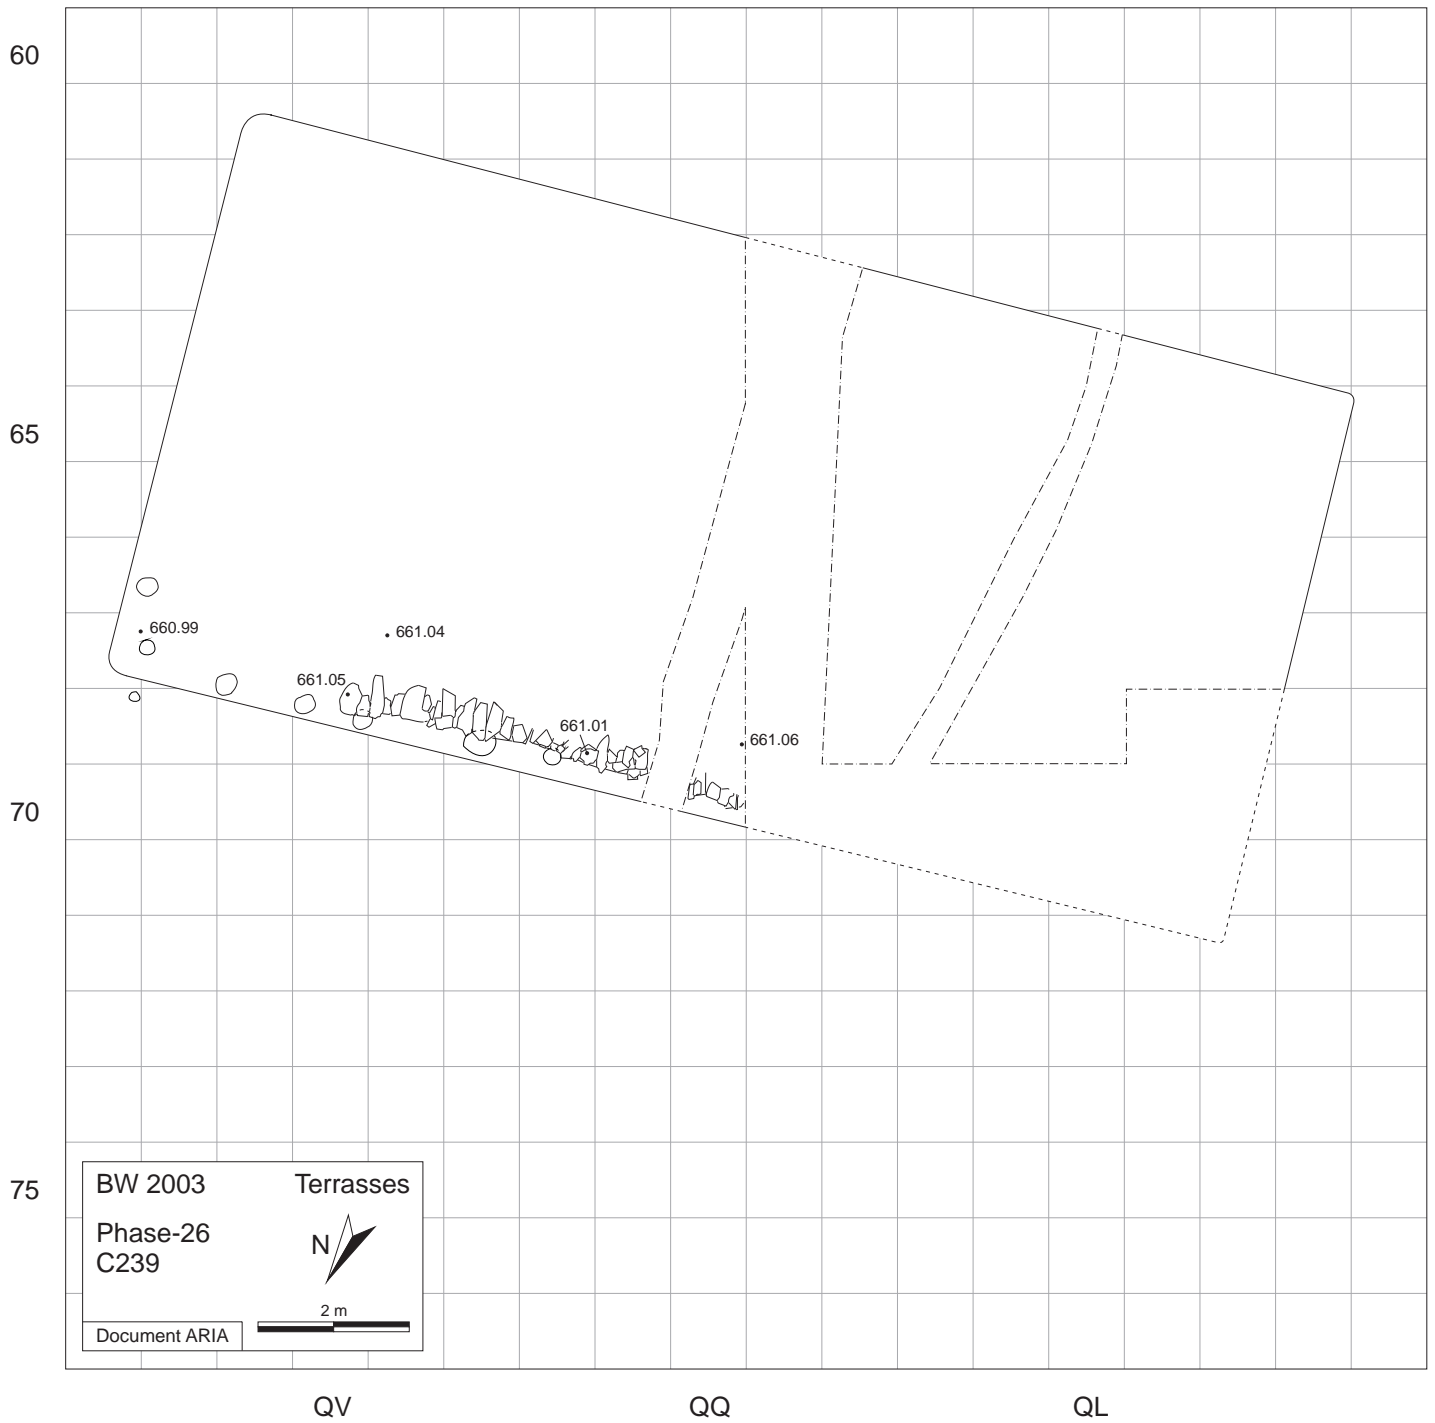 60
65
660.99
661.04
661.05
661.01
661.06
70
75
BW 2003 Terrasses
Phase-26
C239
N
2 m
Document ARIA
QV QQ QL